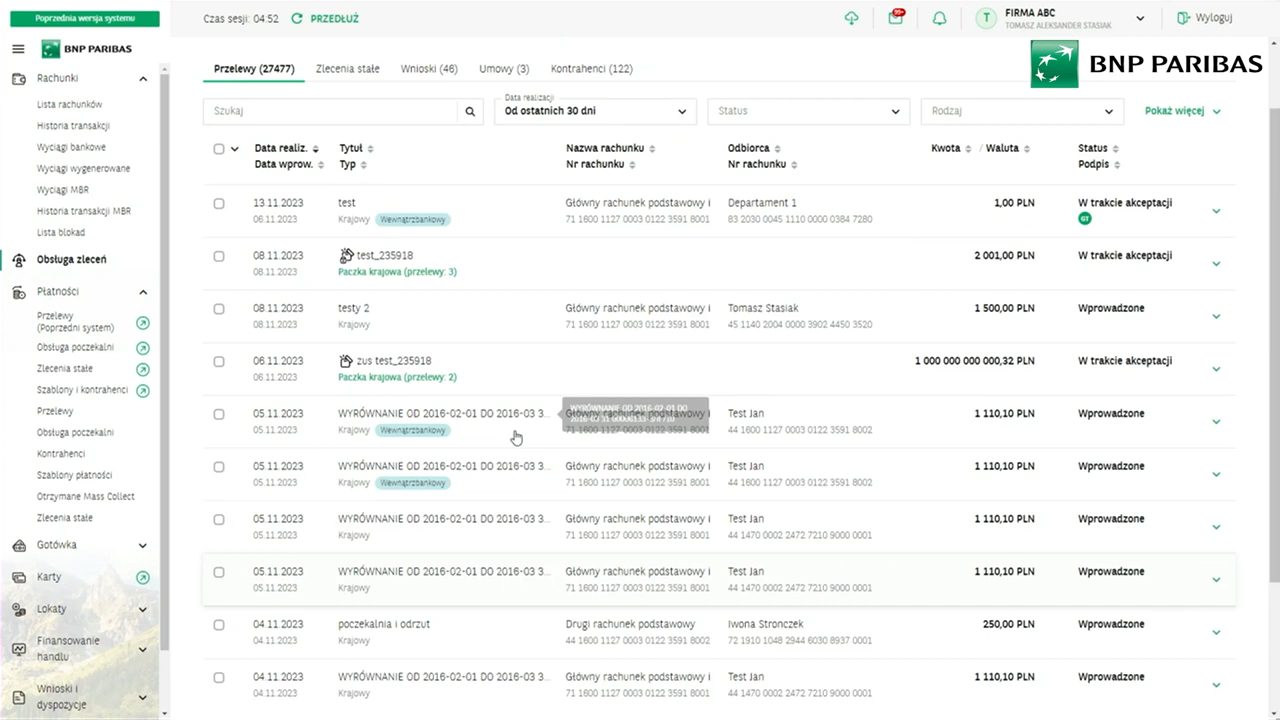 Poprzednia wersja systemu
Czas sesji: 04:52 PRZEDŁUŻ
99+
T
FIRMA ABC
TOMASZ ALEKSANDER STASIAK
Wyloguj
BNP PARIBAS
BNP PARIBAS
Rachunki
Lista rachunków
Historia transakcji
Wyciągi bankowe
Wyciągi wygenerowane
Wyciągi MBR
Historia transakcji MBR
Lista blokad
Obsługa zleceń
Płatności
Przelewy
(Poprzedni system)
Obsługa poczekalni
Zlecenia stałe
Szablony i kontrahenci
Przelewy
Obsługa poczekalni
Kontrahenci
Szablony płatności
Otrzymane Mass Collect
Zlecenia stałe
Gotówka
Karty
Lokaty
Finansowanie
handlu
Wnioski i
dyspozycje
Przelewy (27477) Zlecenia stałe Wnioski (46) Umowy (3) Kontrahenci (122)
Szukaj
Data realizacji
Od ostatnich 30 dni
Status
Rodzaj
Pokaż więcej
Data realiz. Tytuł Nazwa rachunku Odbiorca Kwota / Waluta Status
Data wprow. Typ Nr rachunku Nr rachunku Podpis
13.11.2023 test Główny rachunek podstawowy i Departament 1 1,00 PLN W trakcie akceptacji
06.11.2023 Krajowy Wewnątrzbankowy 71 1600 1127 0003 0122 3591 8001 83 2030 0045 1110 0000 0384 7280 GT
08.11.2023 test_235918 2 001,00 PLN W trakcie akceptacji
08.11.2023 Paczka krajowa (przelewy: 3)
08.11.2023 testy 2 Główny rachunek podstawowy i Tomasz Stasiak 1 500,00 PLN Wprowadzone
08.11.2023 Krajowy 71 1600 1127 0003 0122 3591 8001 45 1140 2004 0000 3902 4450 3520
06.11.2023 zus test_235918 1 000 000 000 000,32 PLN W trakcie akceptacji
06.11.2023 Paczka krajowa (przelewy: 2)
05.11.2023 WYRÓWNANIE OD 2016-02-01 DO 2016-03 3... WYRÓWNANIE OD 2016-02-01 DO Test Jan 1 110,10 PLN Wprowadzone
05.11.2023 Krajowy Wewnątrzbankowy 71 1600 1127 0003 0122 3591 8001 44 1600 1127 0003 0122 3591 8002
05.11.2023 WYRÓWNANIE OD 2016-02-01 DO 2016-03 3... Główny rachunek podstawowy i Test Jan 1 110,10 PLN Wprowadzone
05.11.2023 Krajowy Wewnątrzbankowy 71 1600 1127 0003 0122 3591 8001 44 1600 1127 0003 0122 3591 8002
05.11.2023 WYRÓWNANIE OD 2016-02-01 DO 2016-03 3... Główny rachunek podstawowy i Test Jan 1 110,10 PLN Wprowadzone
05.11.2023 Krajowy 71 1600 1127 0003 0122 3591 8001 44 1470 0002 2472 7210 9000 0001
05.11.2023 WYRÓWNANIE OD 2016-02-01 DO 2016-03 3... Główny rachunek podstawowy i Test Jan 1 110,10 PLN Wprowadzone
05.11.2023 Krajowy 71 1600 1127 0003 0122 3591 8001 44 1470 0002 2472 7210 9000 0001
04.11.2023 poczekalnia i odrzut Drugi rachunek podstawowy Iwona Stronczek 250,00 PLN Wprowadzone
04.11.2023 Krajowy 44 1600 1127 0003 0122 3591 8002 72 1910 1048 2944 6030 8937 0001
04.11.2023 WYRÓWNANIE OD 2016-02-01 DO 2016-03 3... Główny rachunek podstawowy i Test Jan 1 110,10 PLN Wprowadzone
04.11.2023 Krajowy 71 1600 1127 0003 0122 3591 8001 44 1470 0002 2472 7210 9000 0001